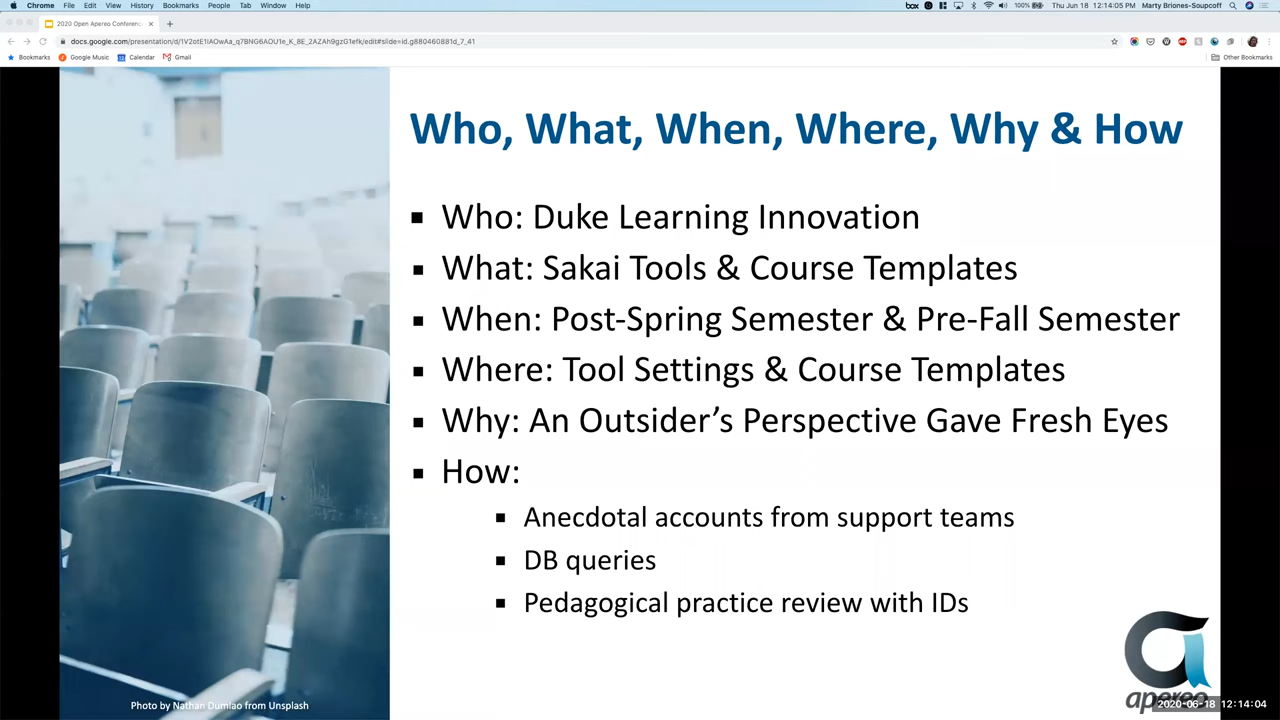 Chrome File Edit View History Bookmarks People Tab Window Help
box 100% Thu Jun 18 12:14:05 PM Marty Briones-Soupcoff
2020 Open Apereo Conferenc
Bookmarks Google Music Calendar Gmail Other Bookmarks
Who, What, When, Where, Why & How
Who: Duke Learning Innovation
What: Sakai Tools & Course Templates
When: Post-Spring Semester & Pre-Fall Semester
Where: Tool Settings & Course Templates
Why: An Outsider’s Perspective Gave Fresh Eyes
How:
Anecdotal accounts from support teams
DB queries
Pedagogical practice review with IDs
apereo
Photo by Nathan Dumlao from Unsplash
2020-06-18 12:14:04